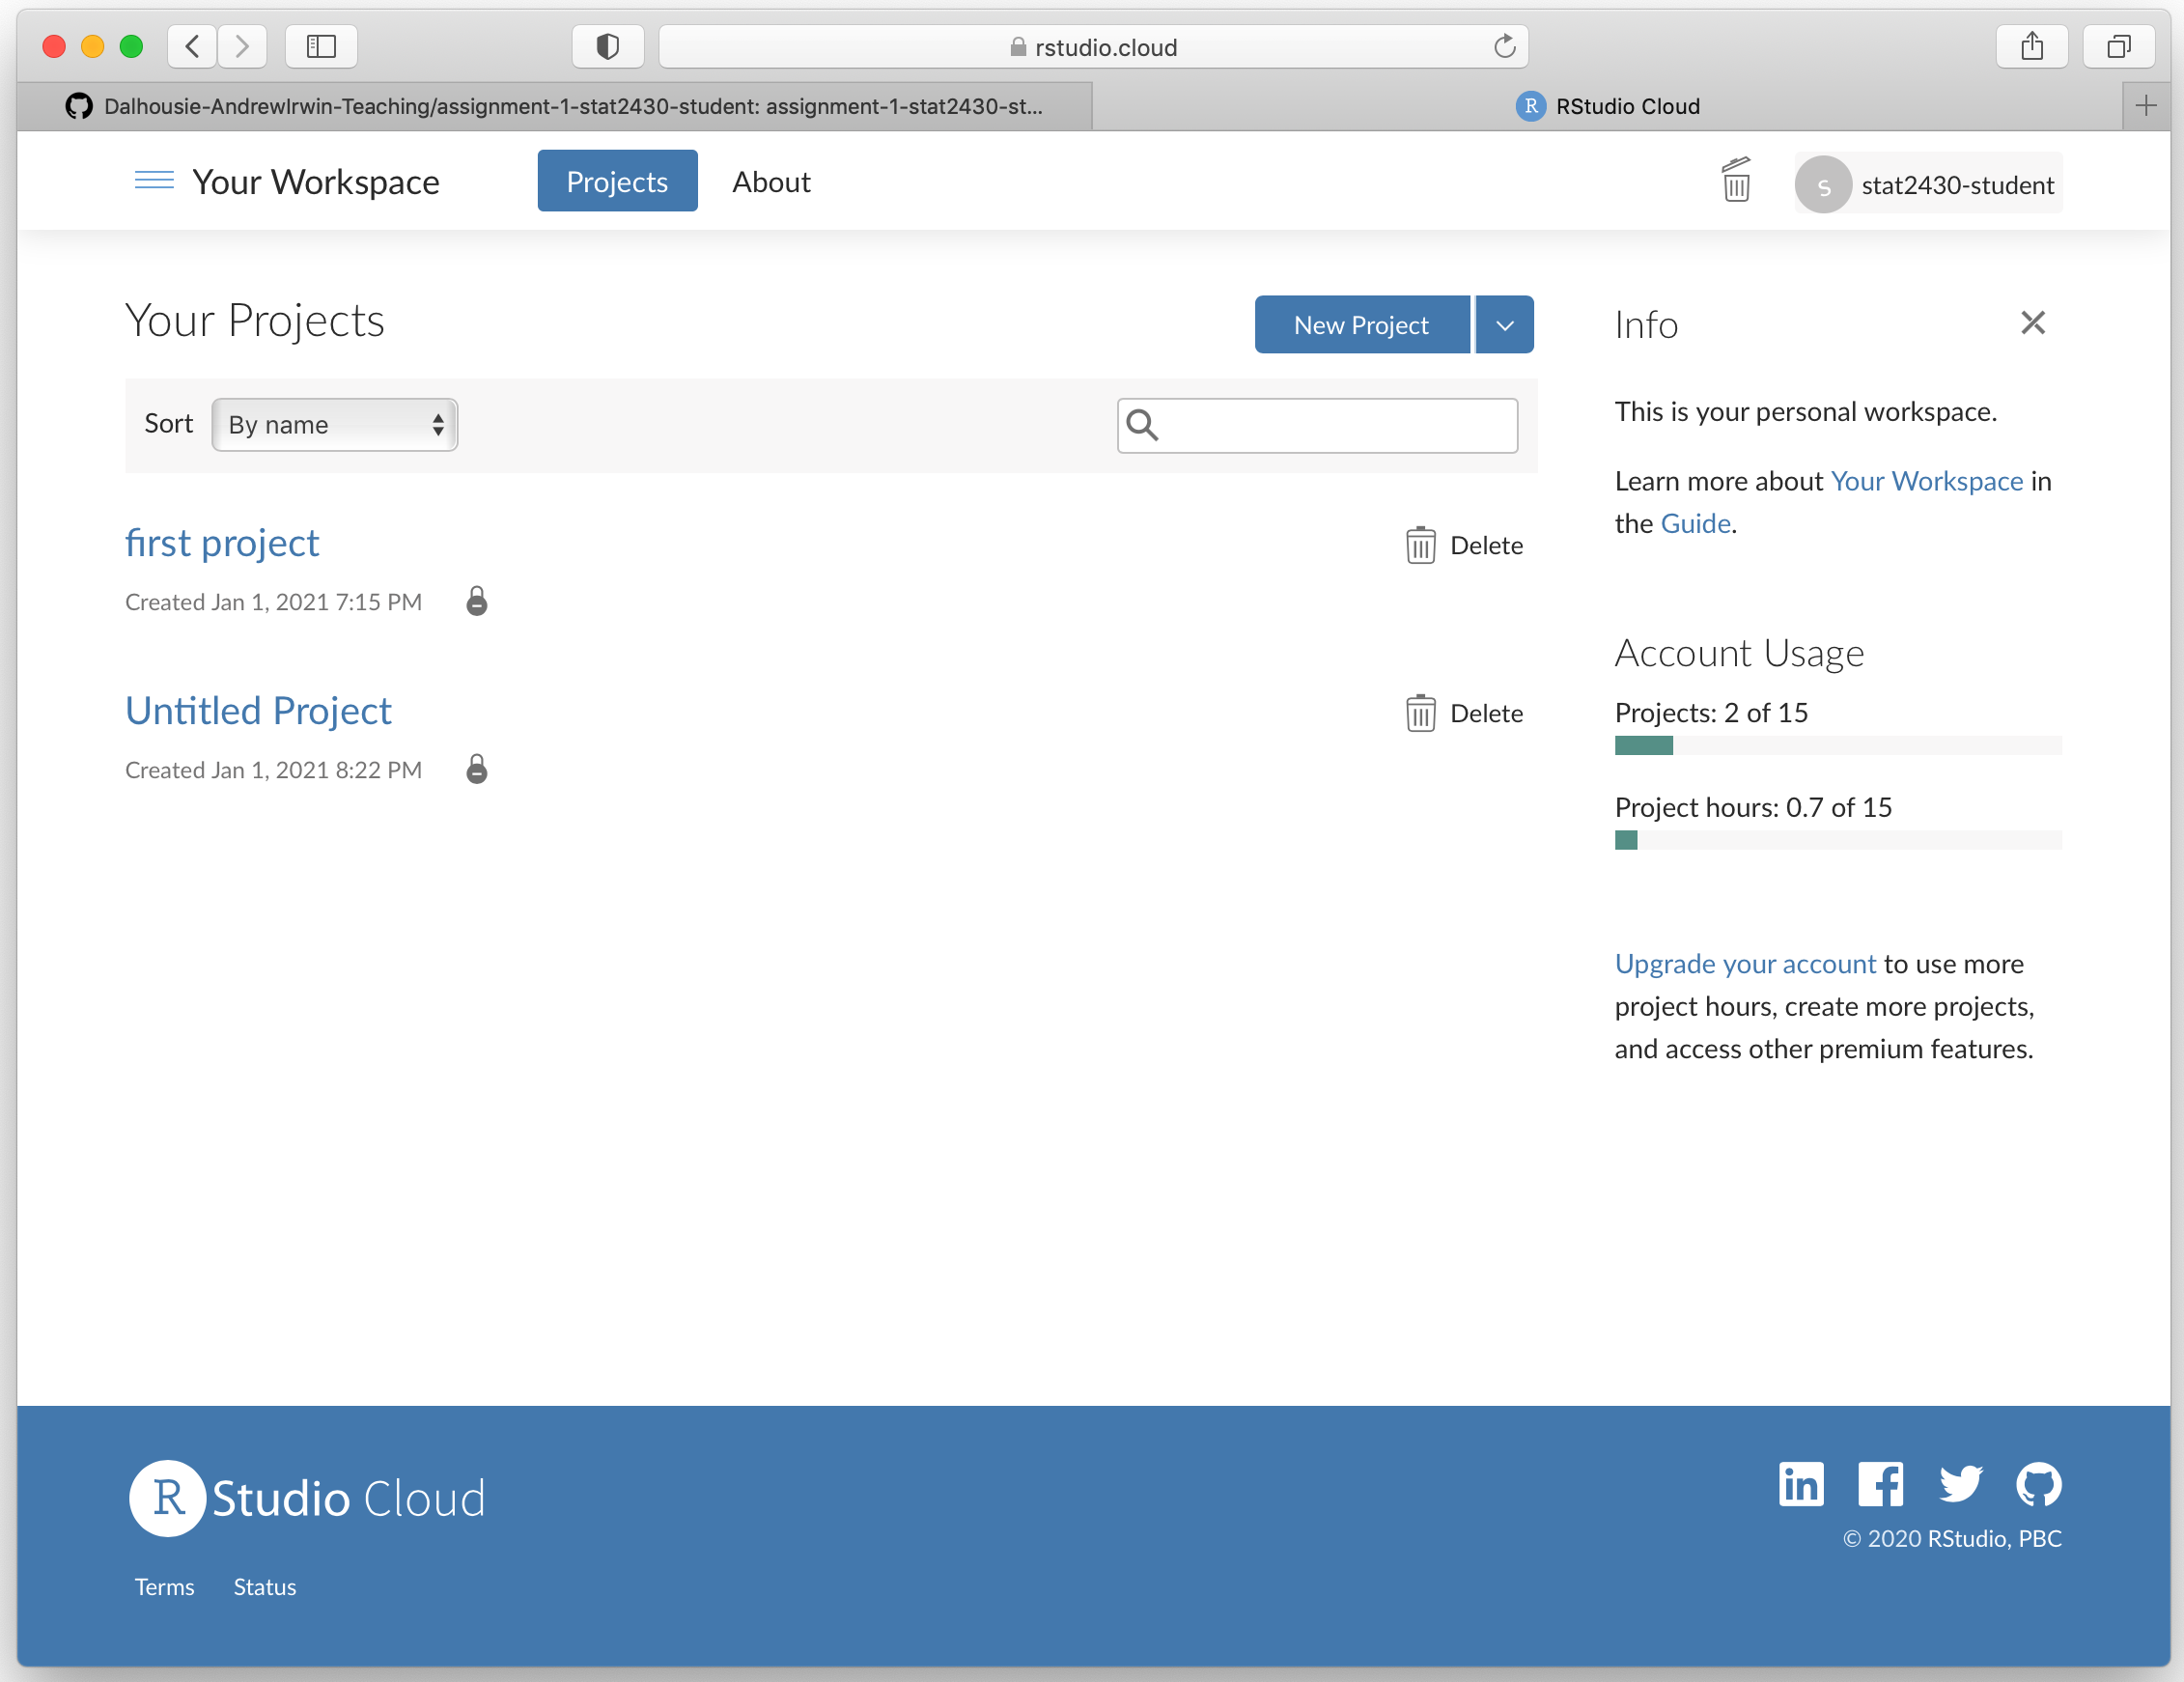 rstudio.cloud
Dalhousie-AndrewIrwin-Teaching/assignment-1-stat2430-student: assignment-1-stat2430-st...
R RStudio Cloud
Your Workspace
Projects
About
s stat2430-student
Your Projects
New Project
Sort
By name
first project
Delete
Created Jan 1, 2021 7:15 PM
Untitled Project
Delete
Created Jan 1, 2021 8:22 PM
Info
This is your personal workspace.
Learn more about Your Workspace in
the Guide.
Account Usage
Projects: 2 of 15
Project hours: 0.7 of 15
Upgrade your account to use more
project hours, create more projects,
and access other premium features.
R Studio Cloud
Terms
Status
in
© 2020 RStudio, PBC